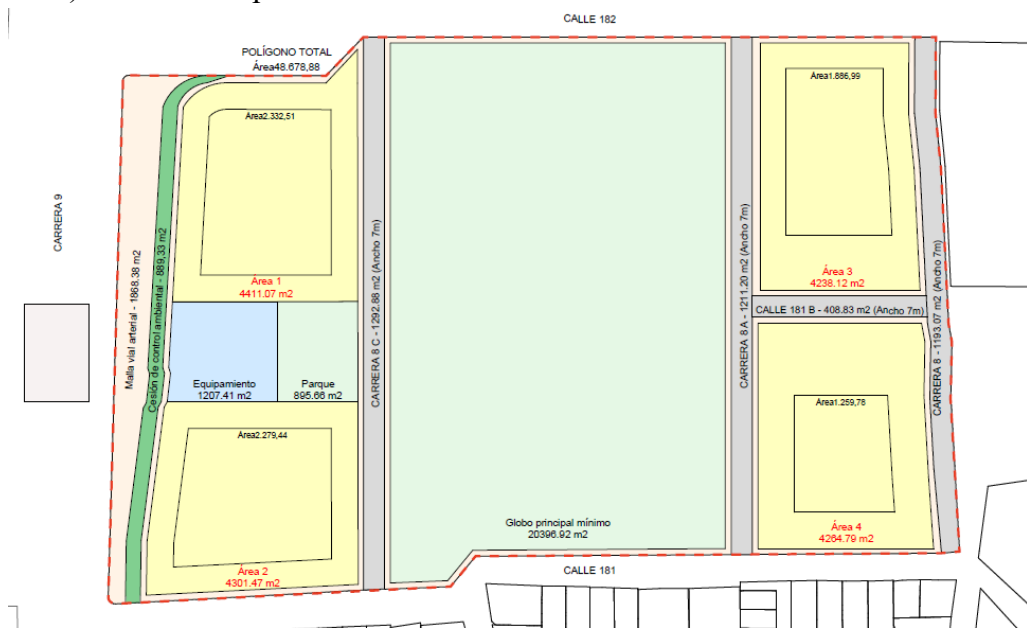 CALLE 182
POLÍGONO TOTAL
Área48.678,88
Área1.886,99
Área2.332,51
CARRERA 9
Malla vial arterial - 1868.38 m2
Cesión de control ambiental - 889,33 m2
CARRERA 8 C - 1292.88 m2 (Ancho 7m)
CARRERA 8 A - 1211.20 m2 (Ancho 7m)
CARRERA 8 - 1193.07 m2 (Ancho 7m)
Área 1
4411.07 m2
Área 3
4238.12 m2
CALLE 181 B - 408.83 m2 (Ancho 7m)
Equipamiento
1207.41 m2
Parque
895.66 m2
Área1.259,78
Área2.279,44
Globo principal mínimo
20396.92 m2
Área 4
4264.79 m2
Área 2
4301.47 m2
CALLE 181